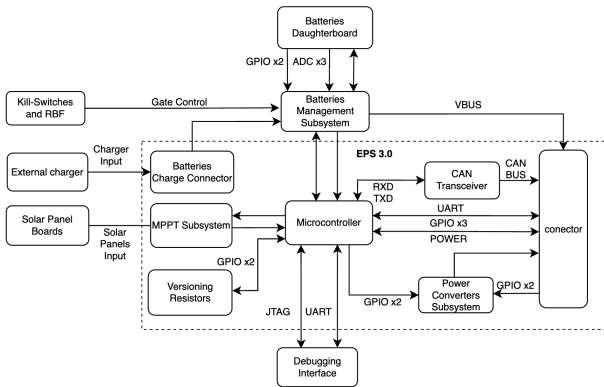 Batteries
Daughterboard
GPIO x2
ADC x3
Kill-Switches
and RBF
Gate Control
Batteries
Management
Subsystem
VBUS
EPS 3.0
External charger
Charger
Input
Batteries
Charge Connector
CAN
Transceiver
CAN
BUS
RXD
TXD
Solar Panel
Boards
Solar
Panels
Input
MPPT Subsystem
Microcontroller
UART
GPIO x3
POWER
conector
GPIO x2
Versioning
Resistors
GPIO x2
Power
Converters
Subsystem
GPIO x2
JTAG
UART
Debugging
Interface